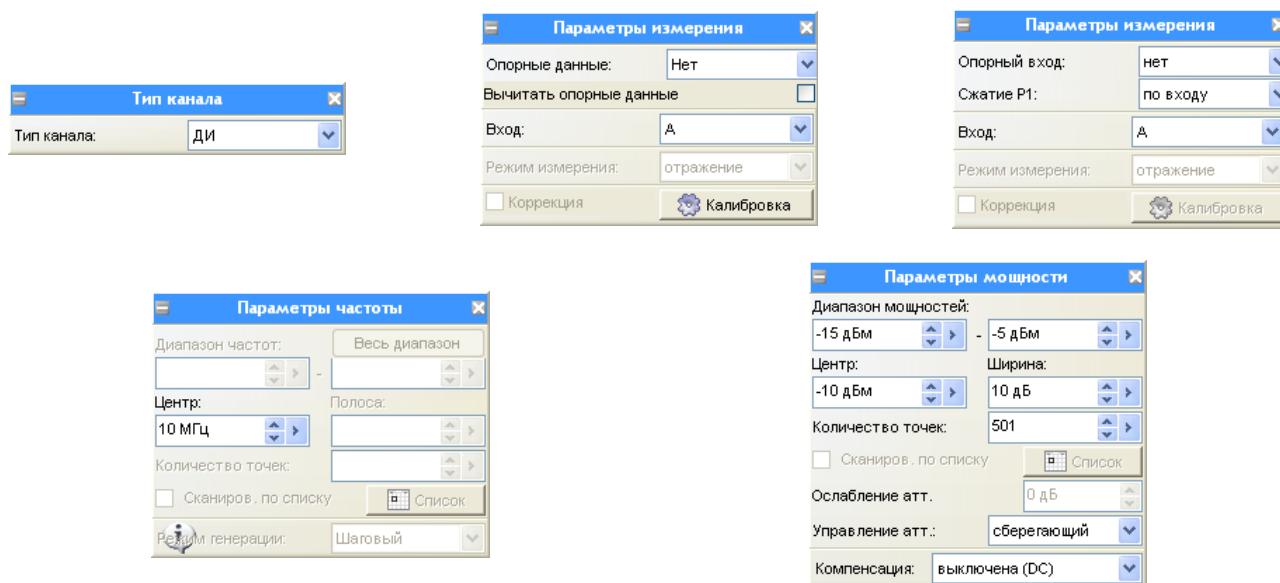 Тип канала
Тип канала: ДИ
Параметры измерения
Опорные данные: Нет
Вычитать опорные данные
Вход: A
Режим измерения: отражение
Коррекция Калибровка
Параметры измерения
Опорный вход: нет
Сжатие P1: по входу
Вход: A
Режим измерения: отражение
Коррекция Калибровка
Параметры частоты
Диапазон частот: Весь диапазон
-
Центр: Полоса:
10 МГц
Количество точек:
Сканиров. по списку Список
Режим генерации: Шаговый
Параметры мощности
Диапазон мощностей:
-15 дБм - -5 дБм
Центр: Ширина:
-10 дБм 10 дБ
Количество точек: 501
Сканиров. по списку Список
Ослабление атт. 0 дБ
Управление атт.: сберегающий
Компенсация: выключена (DC)